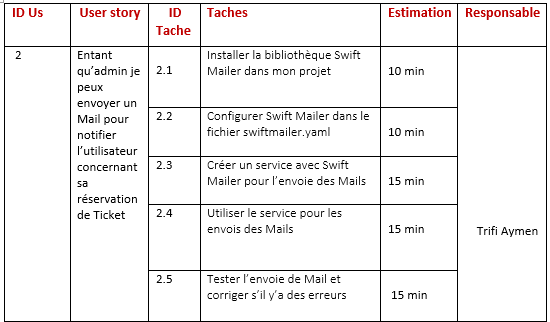 ID Us
User story
ID
Tache
Taches
Estimation
Responsable
2
Entant
qu'admin je
peux
envoyer un
Mail pour
notifier
l'utilisateur
concernant
sa
réservation
de Ticket
2.1
Installer la bibliothèque Swift
Mailer dans mon projet
10 min
2.2
Configurer Swift Mailer dans le
fichier swiftmailer.yaml
10 min
2.3
Créer un service avec Swift
Mailer pour l'envoie des Mails
15 min
2.4
Utiliser le service pour les
envois des Mails
15 min
2.5
Tester l'envoie de Mail et
corriger s'il y'a des erreurs
15 min
Trifi Aymen